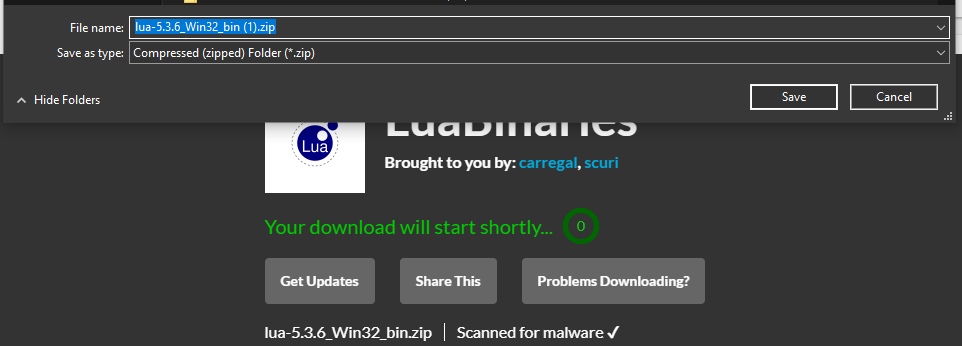 File name: lua-5.3.6_Win32_bin (1).zip
Save as type: Compressed (zipped) Folder (*.zip)
Hide Folders
Save
Cancel
Lua
LuaBinaries
Brought to you by: carregal, scuri
Your download will start shortly... 0
Get Updates
Share This
Problems Downloading?
lua-5.3.6_Win32_bin.zip | Scanned for malware ✓